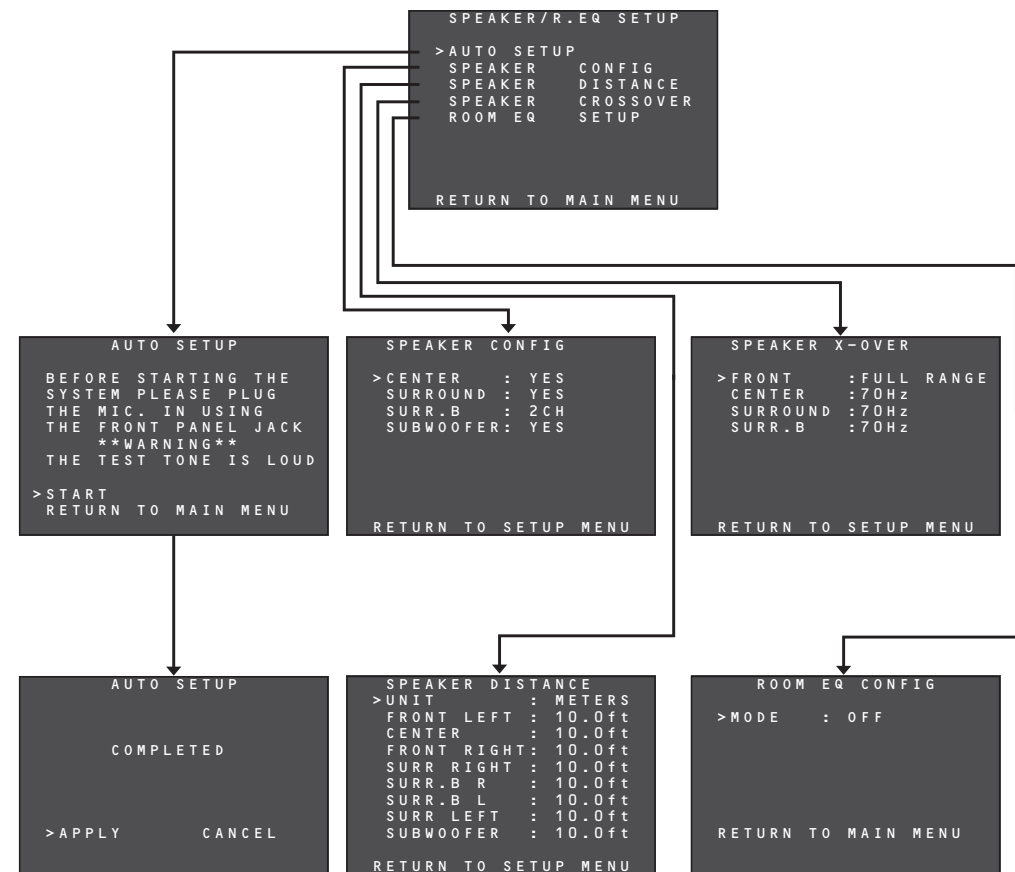 SPEAKER/R.EQ SETUP
>AUTO SETUP
SPEAKER CONFIG
SPEAKER DISTANCE
SPEAKER CROSSOVER
ROOM EQ SETUP
RETURN TO MAIN MENU
AUTO SETUP
BEFORE STARTING THE
SYSTEM PLEASE PLUG
THE MIC. IN USING
THE FRONT PANEL JACK
**WARNING**
THE TEST TONE IS LOUD
>START
RETURN TO MAIN MENU
SPEAKER CONFIG
>CENTER : YES
SURROUND : YES
SURR.B : 2CH
SUBWOOFER: YES
RETURN TO SETUP MENU
SPEAKER X-OVER
>FRONT :FULL RANGE
CENTER :70Hz
SURROUND :70Hz
SURR.B :70Hz
RETURN TO SETUP MENU
AUTO SETUP
COMPLETED
>APPLY CANCEL
SPEAKER DISTANCE
>UNIT : METERS
FRONT LEFT : 10.0ft
CENTER : 10.0ft
FRONT RIGHT: 10.0ft
SURR RIGHT : 10.0ft
SURR.B R : 10.0ft
SURR.B L : 10.0ft
SURR LEFT : 10.0ft
SUBWOOFER : 10.0ft
RETURN TO SETUP MENU
ROOM EQ CONFIG
>MODE : OFF
RETURN TO MAIN MENU